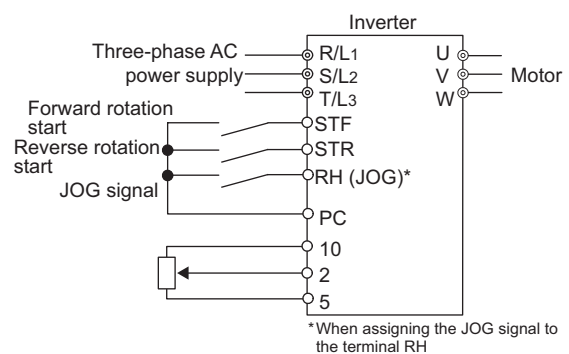 Inverter
Three-phase AC
power supply
R/L1
S/L2
T/L3
U
V
W
Motor
Forward rotation
start
STF
Reverse rotation
start
STR
JOG signal
RH (JOG)*
PC
10
2
5
*When assigning the JOG signal to
the terminal RH